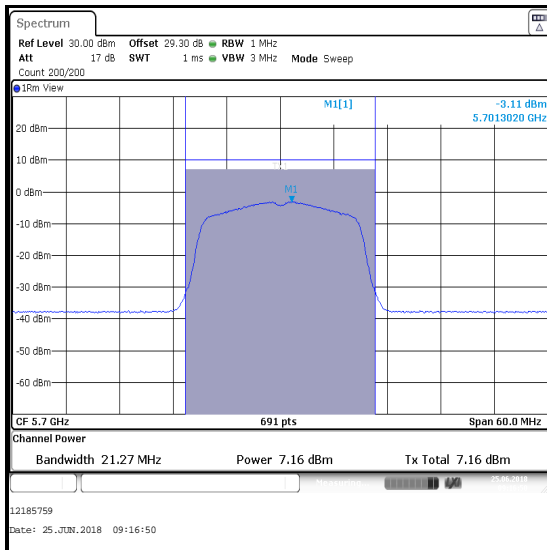 Spectrum
Ref Level 30.00 dBm Offset 29.30 dB RBW 1 MHz
Att 17 dB SWT 1 ms VBW 3 MHz Mode Sweep
Count 200/200
1Rm View
M1[1] -3.11 dBm
5.7013020 GHz
20 dBm
10 dBm
0 dBm
M1
-10 dBm
-20 dBm
-30 dBm
-40 dBm
-50 dBm
-60 dBm
CF 5.7 GHz 691 pts Span 60.0 MHz
Channel Power
Bandwidth 21.27 MHz Power 7.16 dBm Tx Total 7.16 dBm
Measuring... 25.06.2018
12185759
Date: 25.JUN.2018 09:16:50